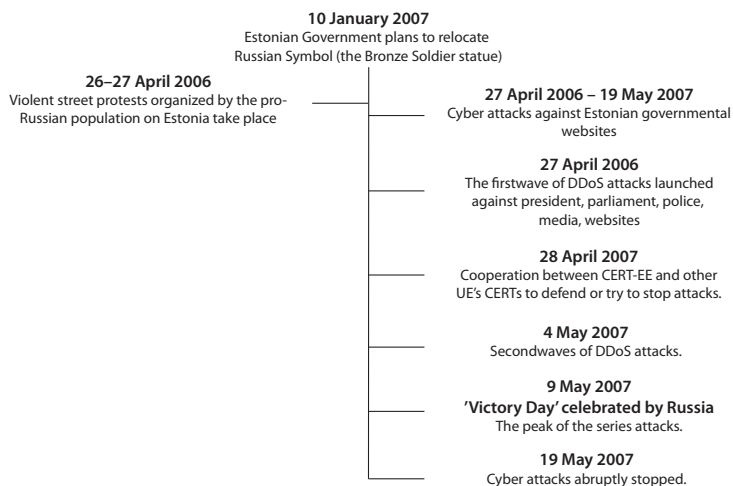 10 January 2007
Estonian Government plans to relocate
Russian Symbol (the Bronze Soldier statue)
26–27 April 2006
Violent street protests organized by the pro-
Russian population on Estonia take place
27 April 2006 – 19 May 2007
Cyber attacks against Estonian governmental
websites
27 April 2006
The firstwave of DDoS attacks launched
against president, parliament, police,
media, websites
28 April 2007
Cooperation between CERT-EE and other
UE's CERTs to defend or try to stop attacks.
4 May 2007
Secondwaves of DDoS attacks.
9 May 2007
'Victory Day' celebrated by Russia
The peak of the series attacks.
19 May 2007
Cyber attacks abruptly stopped.